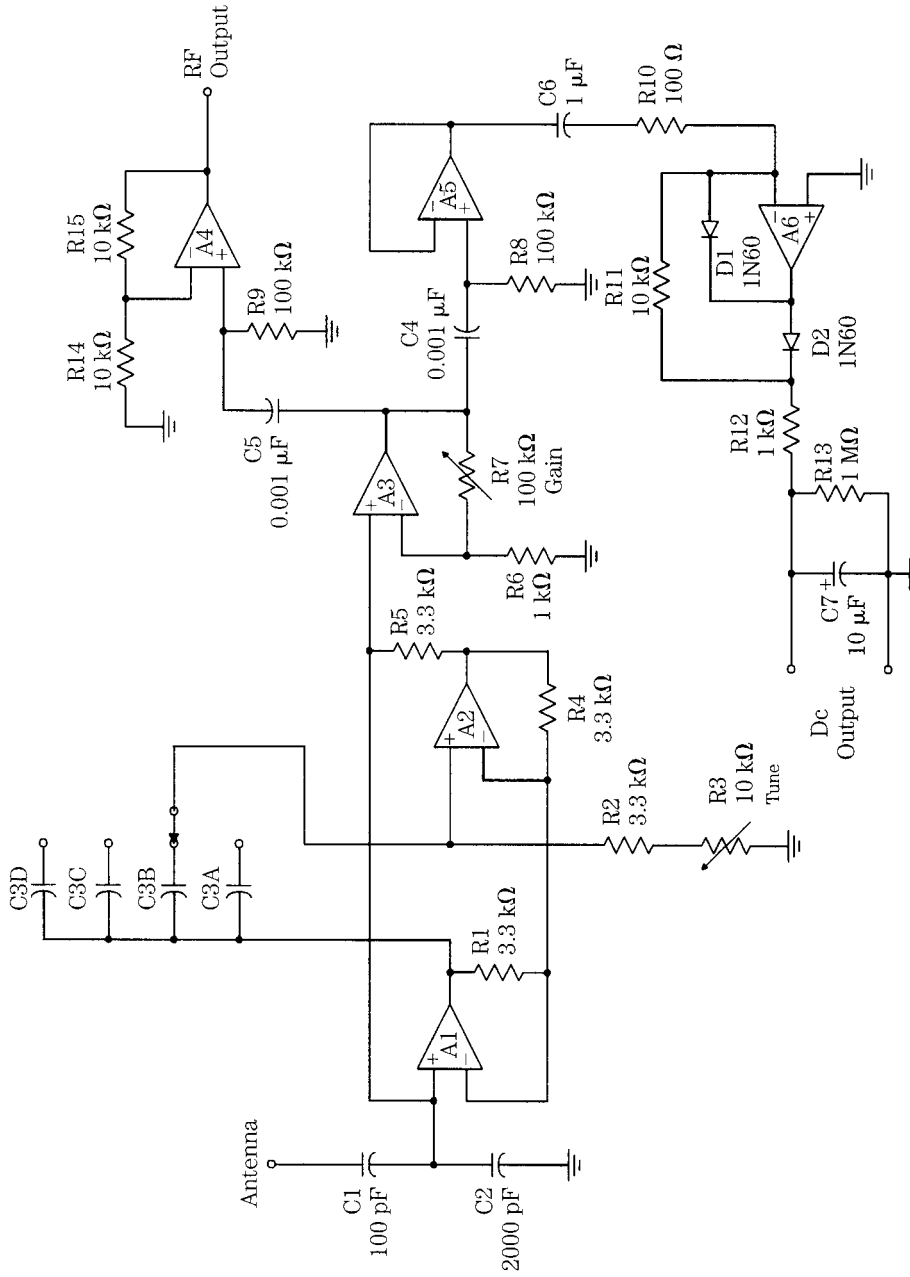 Antenna
C1
100 pF
C2
2000 pF
+
−
A1
R1
3.3 kΩ
C3D
C3C
C3B
C3A
R2
3.3 kΩ
R3
10 kΩ
Tune
+
−
A2
R4
3.3 kΩ
R5
3.3 kΩ
+
−
A3
R6
1 kΩ
R7
100 kΩ
Gain
C5
0.001 μF
R14
10 kΩ
R15
10 kΩ
−
+
A4
R9
100 kΩ
RF
Output
C4
0.001 μF
R8
100 kΩ
−
+
A5
C6
1 μF
R10
100 Ω
R11
10 kΩ
D1
1N60
−
+
A6
D2
1N60
R12
1 kΩ
R13
1 MΩ
C7
+
10 μF
Dc
Output